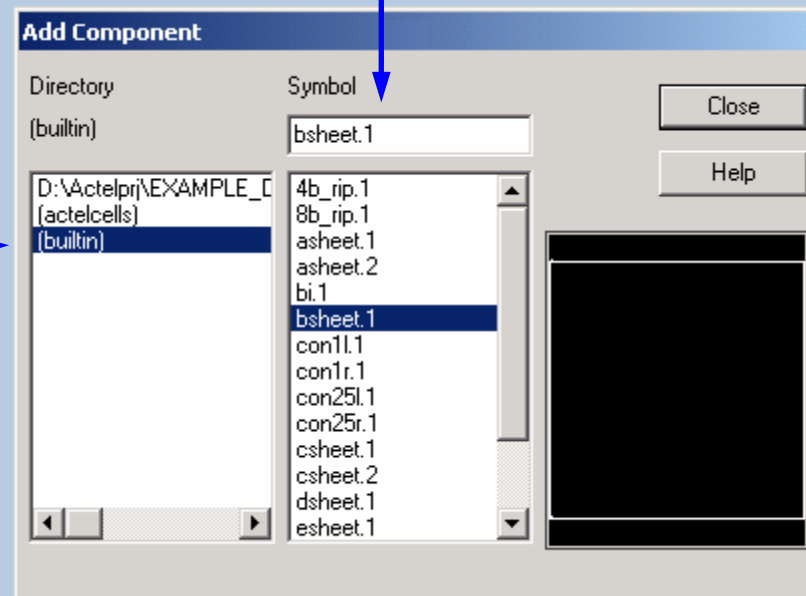 Add Component
Directory
Symbol
(builtin)
bsheet.1
Close
Help
D:\Actelprj\EXAMPLE_D
(actelcells)
(builtin)
4b_rip.1
8b_rip.1
asheet.1
asheet.2
bi.1
bsheet.1
con1l.1
con1r.1
con25l.1
con25r.1
csheet.1
csheet.2
dsheet.1
esheet.1